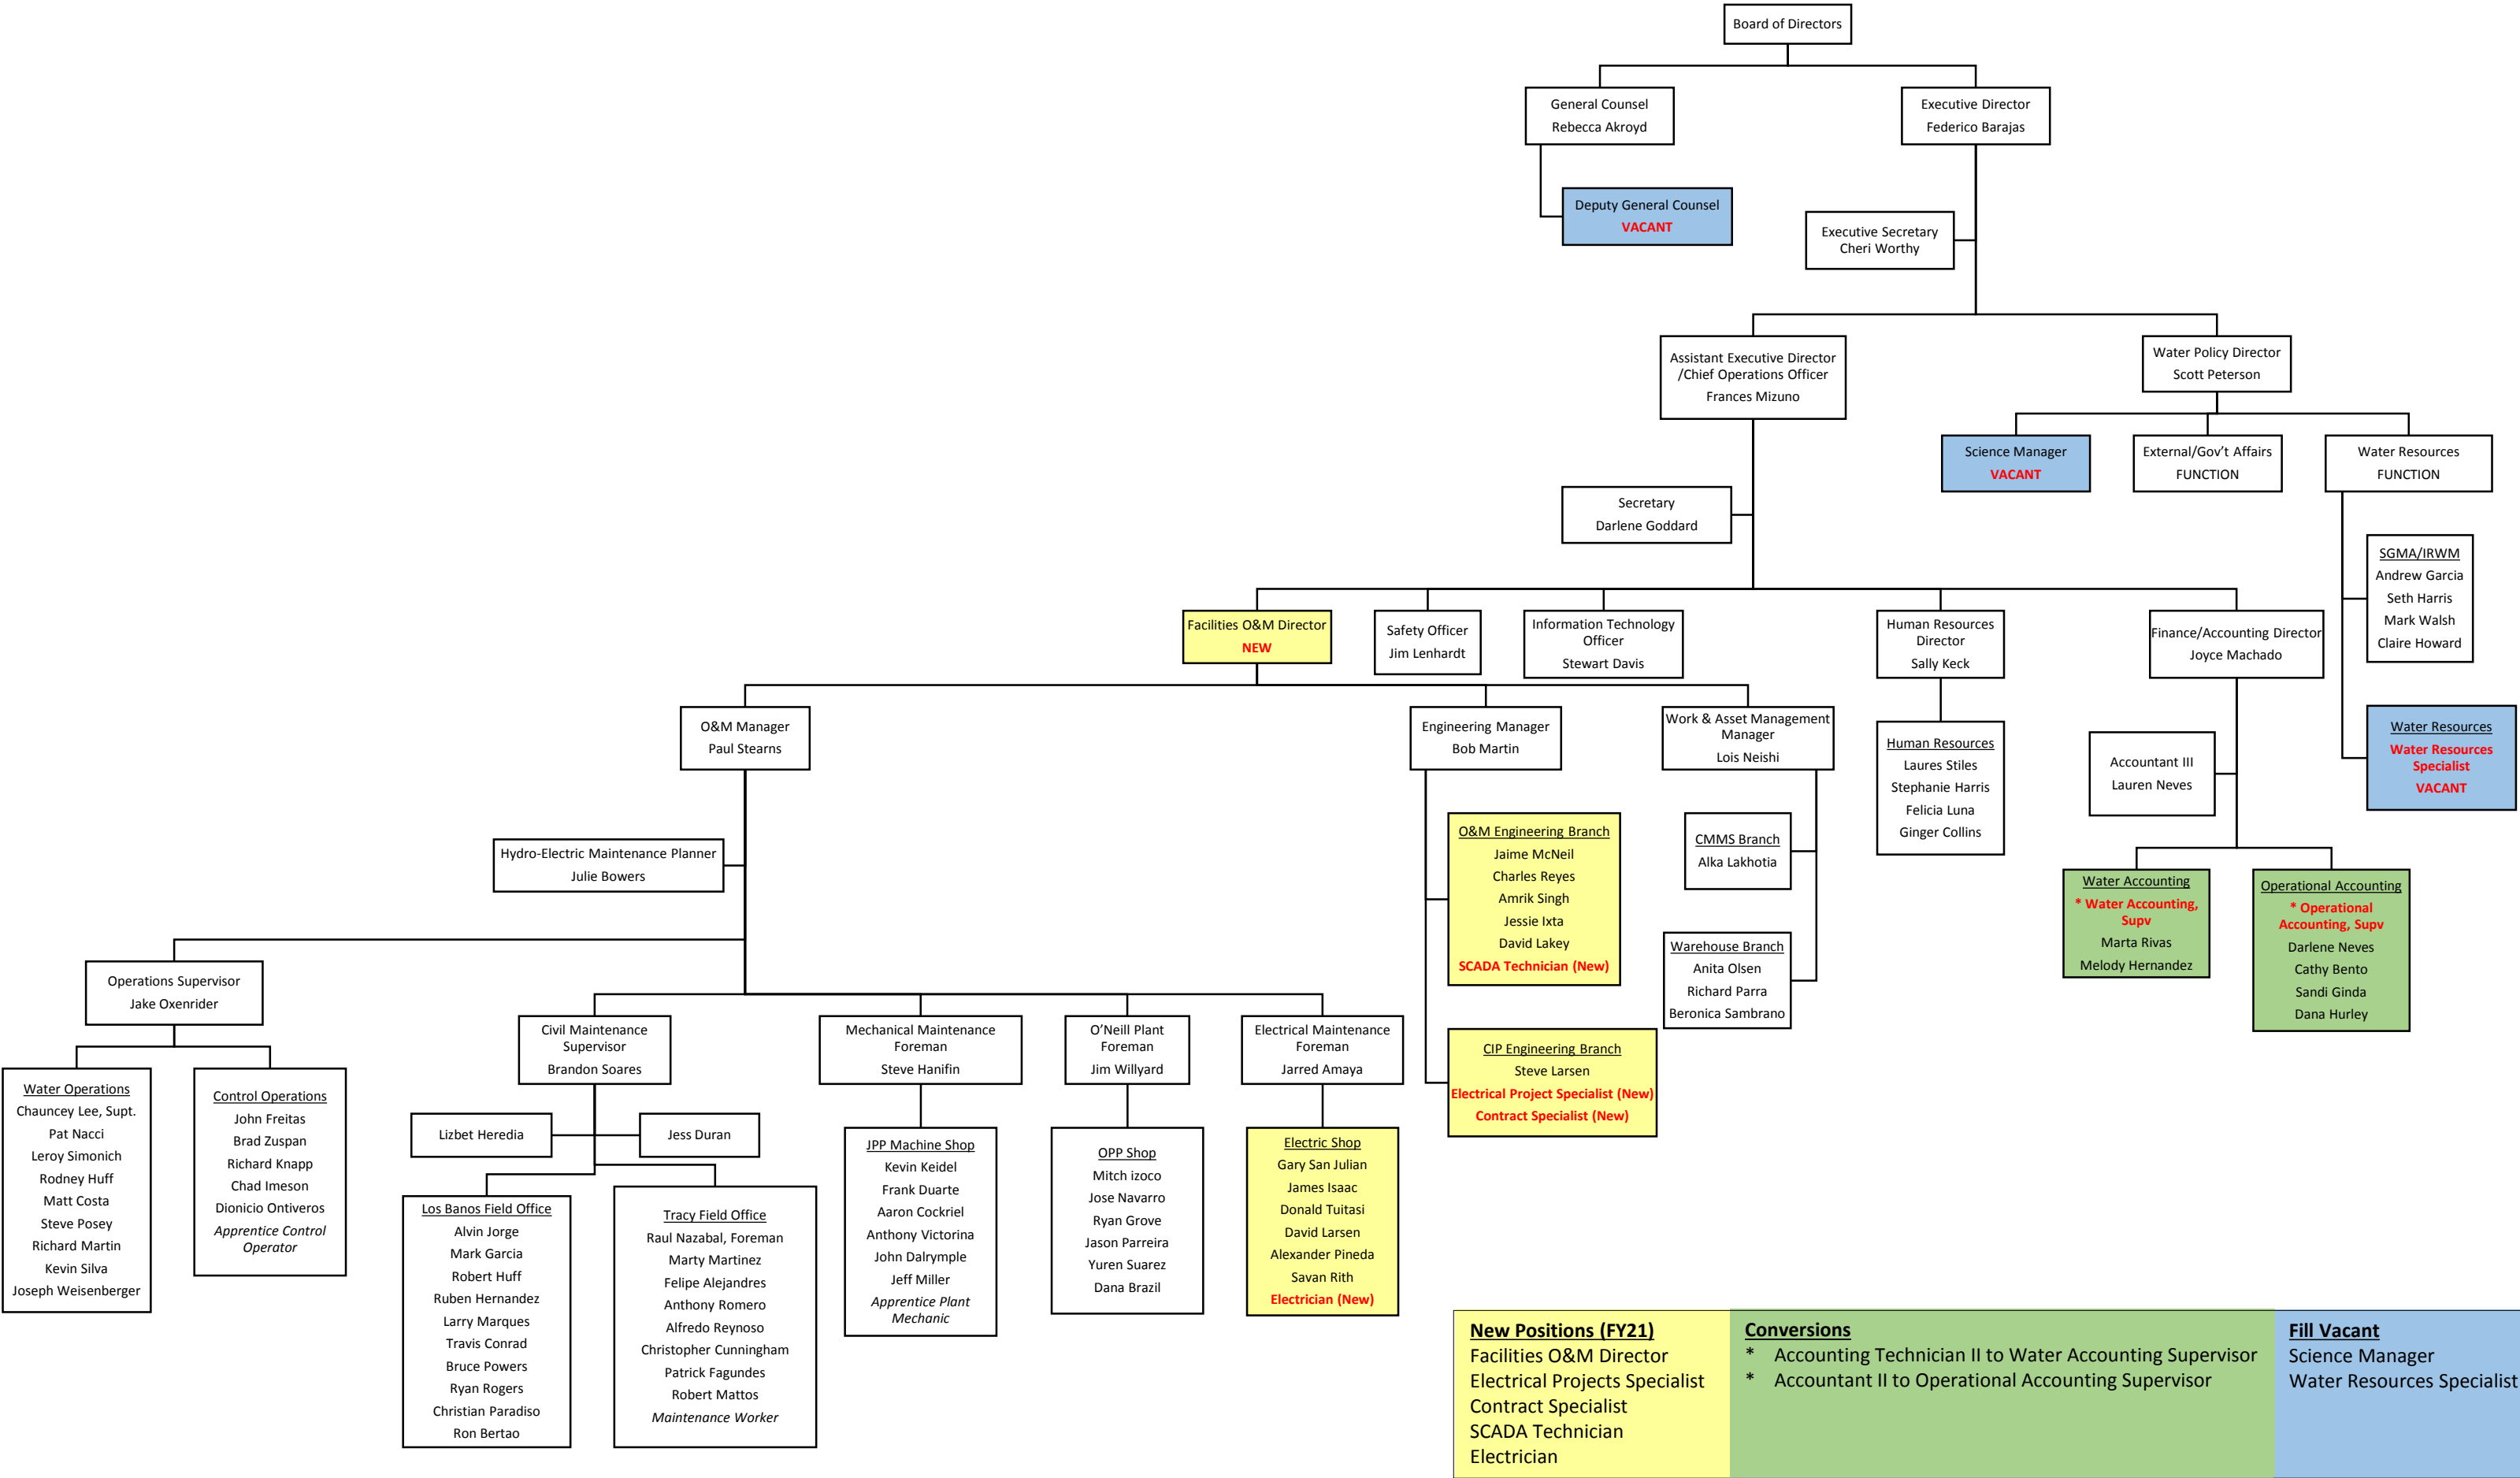 Board of Directors
General Counsel
Rebecca Akroyd
Executive Director
Federico Barajas
Deputy General Counsel
VACANT
Executive Secretary
Cheri Worthy
Assistant Executive Director
/Chief Operations Officer
Frances Mizuno
Water Policy Director
Scott Peterson
Science Manager
VACANT
External/Gov't Affairs
FUNCTION
Water Resources
FUNCTION
Secretary
Darlene Goddard
SGMA/IRWM
Andrew Garcia
Seth Harris
Mark Walsh
Claire Howard
Facilities O&M Director
NEW
Safety Officer
Jim Lenhardt
Information Technology
Officer
Stewart Davis
Human Resources
Director
Sally Keck
Finance/Accounting Director
Joyce Machado
O&M Manager
Paul Stearns
Engineering Manager
Bob Martin
Work & Asset Management
Manager
Lois Neishi
Human Resources
Laures Stiles
Stephanie Harris
Felicia Luna
Ginger Collins
Accountant III
Lauren Neves
Water Resources
Water Resources
Specialist
VACANT
Hydro-Electric Maintenance Planner
Julie Bowers
O&M Engineering Branch
Jaime McNeil
Charles Reyes
Amrik Singh
Jessie Ixta
David Lakey
SCADA Technician (New)
CMMS Branch
Alka Lakhotia
Water Accounting
* Water Accounting,
Supv
Marta Rivas
Melody Hernandez
Operational Accounting
* Operational
Accounting, Supv
Darlene Neves
Cathy Bento
Sandi Ginda
Dana Hurley
Warehouse Branch
Anita Olsen
Richard Parra
Beronica Sambrano
Operations Supervisor
Jake Oxenrider
Civil Maintenance
Supervisor
Brandon Soares
Mechanical Maintenance
Foreman
Steve Hanifin
O'Neill Plant
Foreman
Jim Willyard
Electrical Maintenance
Foreman
Jarred Amaya
CIP Engineering Branch
Steve Larsen
Electrical Project Specialist (New)
Contract Specialist (New)
Water Operations
Chauncey Lee, Supt.
Pat Nacci
Leroy Simonich
Rodney Huff
Matt Costa
Steve Posey
Richard Martin
Kevin Silva
Joseph Weisenberger
Control Operations
John Freitas
Brad Zuspan
Richard Knapp
Chad Imeson
Dionicio Ontiveros
Apprentice Control
Operator
Lizbet Heredia
Jess Duran
Los Banos Field Office
Alvin Jorge
Mark Garcia
Robert Huff
Ruben Hernandez
Larry Marques
Travis Conrad
Bruce Powers
Ryan Rogers
Christian Paradiso
Ron Bertao
Tracy Field Office
Raul Nazabal, Foreman
Marty Martinez
Felipe Alejandres
Anthony Romero
Alfredo Reynoso
Christopher Cunningham
Patrick Fagundes
Robert Mattos
Maintenance Worker
JPP Machine Shop
Kevin Keidel
Frank Duarte
Aaron Cockriel
Anthony Victorina
John Dalrymple
Jeff Miller
Apprentice Plant
Mechanic
OPP Shop
Mitch izoco
Jose Navarro
Ryan Grove
Jason Parreira
Yuren Suarez
Dana Brazil
Electric Shop
Gary San Julian
James Isaac
Donald Tuitasi
David Larsen
Alexander Pineda
Savan Rith
Electrician (New)
New Positions (FY21)
Facilities O&M Director
Electrical Projects Specialist
Contract Specialist
SCADA Technician
Electrician
Conversions
* Accounting Technician II to Water Accounting Supervisor
* Accountant II to Operational Accounting Supervisor
Fill Vacant
Science Manager
Water Resources Specialist